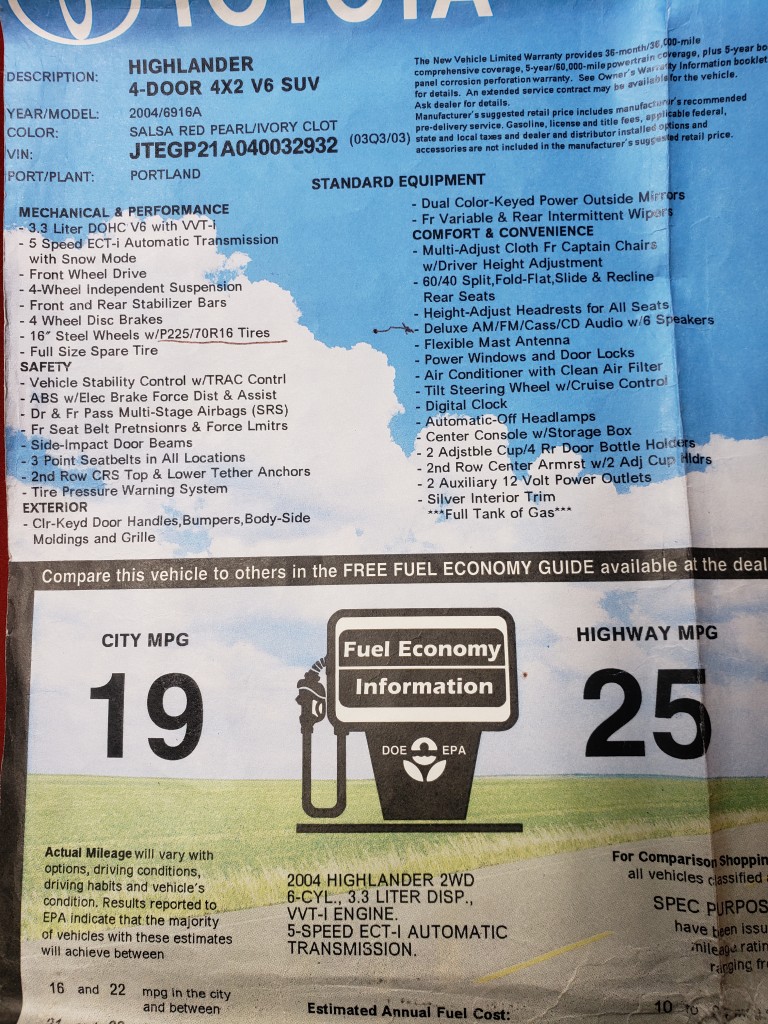 TOYOTA
DESCRIPTION: HIGHLANDER
4-DOOR 4X2 V6 SUV
YEAR/MODEL: 2004/6916A
COLOR: SALSA RED PEARL/IVORY CLOT
VIN: JTEGP21A040032932 (03Q3/03)
PORT/PLANT: PORTLAND
The New Vehicle Limited Warranty provides 36-month/36,000-mile
comprehensive coverage, 5-year/60,000-mile powertrain coverage, plus 5-year
panel corrosion perforation warranty. See Owner's Warranty Information booklet
for details. An extended service contract may be available for the vehicle.
Ask dealer for details.
Manufacturer's suggested retail price includes manufacturer's recommended
pre-delivery service. Gasoline, license and title fees, applicable federal,
state and local taxes and dealer and distributor installed options and
accessories are not included in the manufacturer's suggested retail price.
STANDARD EQUIPMENT
MECHANICAL & PERFORMANCE
- 3.3 Liter DOHC V6 with VVT-I
- 5 Speed ECT-i Automatic Transmission
with Snow Mode
- Front Wheel Drive
- 4-Wheel Independent Suspension
- Front and Rear Stabilizer Bars
- 4 Wheel Disc Brakes
- 16" Steel Wheels w/P225/70R16 Tires
- Full Size Spare Tire
SAFETY
- Vehicle Stability Control w/TRAC Contrl
- ABS w/Elec Brake Force Dist & Assist
- Dr & Fr Pass Multi-Stage Airbags (SRS)
- Fr Seat Belt Pretnsionrs & Force Lmitrs
- Side-Impact Door Beams
- 3 Point Seatbelts in All Locations
- 2nd Row CRS Top & Lower Tether Anchors
- Tire Pressure Warning System
EXTERIOR
- Clr-Keyd Door Handles,Bumpers,Body-Side
Moldings and Grille
- Dual Color-Keyed Power Outside Mirrors
- Fr Variable & Rear Intermittent Wipers
COMFORT & CONVENIENCE
- Multi-Adjust Cloth Fr Captain Chairs
w/Driver Height Adjustment
- 60/40 Split,Fold-Flat,Slide & Recline
Rear Seats
- Height-Adjust Headrests for All Seats
- Deluxe AM/FM/Cass/CD Audio w/6 Speakers
- Flexible Mast Antenna
- Power Windows and Door Locks
- Air Conditioner with Clean Air Filter
- Tilt Steering Wheel w/Cruise Control
- Digital Clock
- Automatic-Off Headlamps
- Center Console w/Storage Box
- 2 Adjstble Cup/4 Rr Door Bottle Holders
- 2nd Row Center Armrst w/2 Adj Cup Hldrs
- 2 Auxiliary 12 Volt Power Outlets
- Silver Interior Trim
***Full Tank of Gas***
Compare this vehicle to others in the FREE FUEL ECONOMY GUIDE available at the deal
CITY MPG
19
Fuel Economy
Information
DOE EPA
HIGHWAY MPG
25
Actual Mileage will vary with
options, driving conditions,
driving habits and vehicle's
condition. Results reported to
EPA indicate that the majority
of vehicles with these estimates
will achieve between
16 and 22 mpg in the city
and between
2004 HIGHLANDER 2WD
6-CYL., 3.3 LITER DISP.,
VVT-I ENGINE.
5-SPEED ECT-I AUTOMATIC
TRANSMISSION.
Estimated Annual Fuel Cost:
For Comparison Shoppin
all vehicles classified
SPEC PURPOS
have been issu
mileage rating
ranging fr
10 to